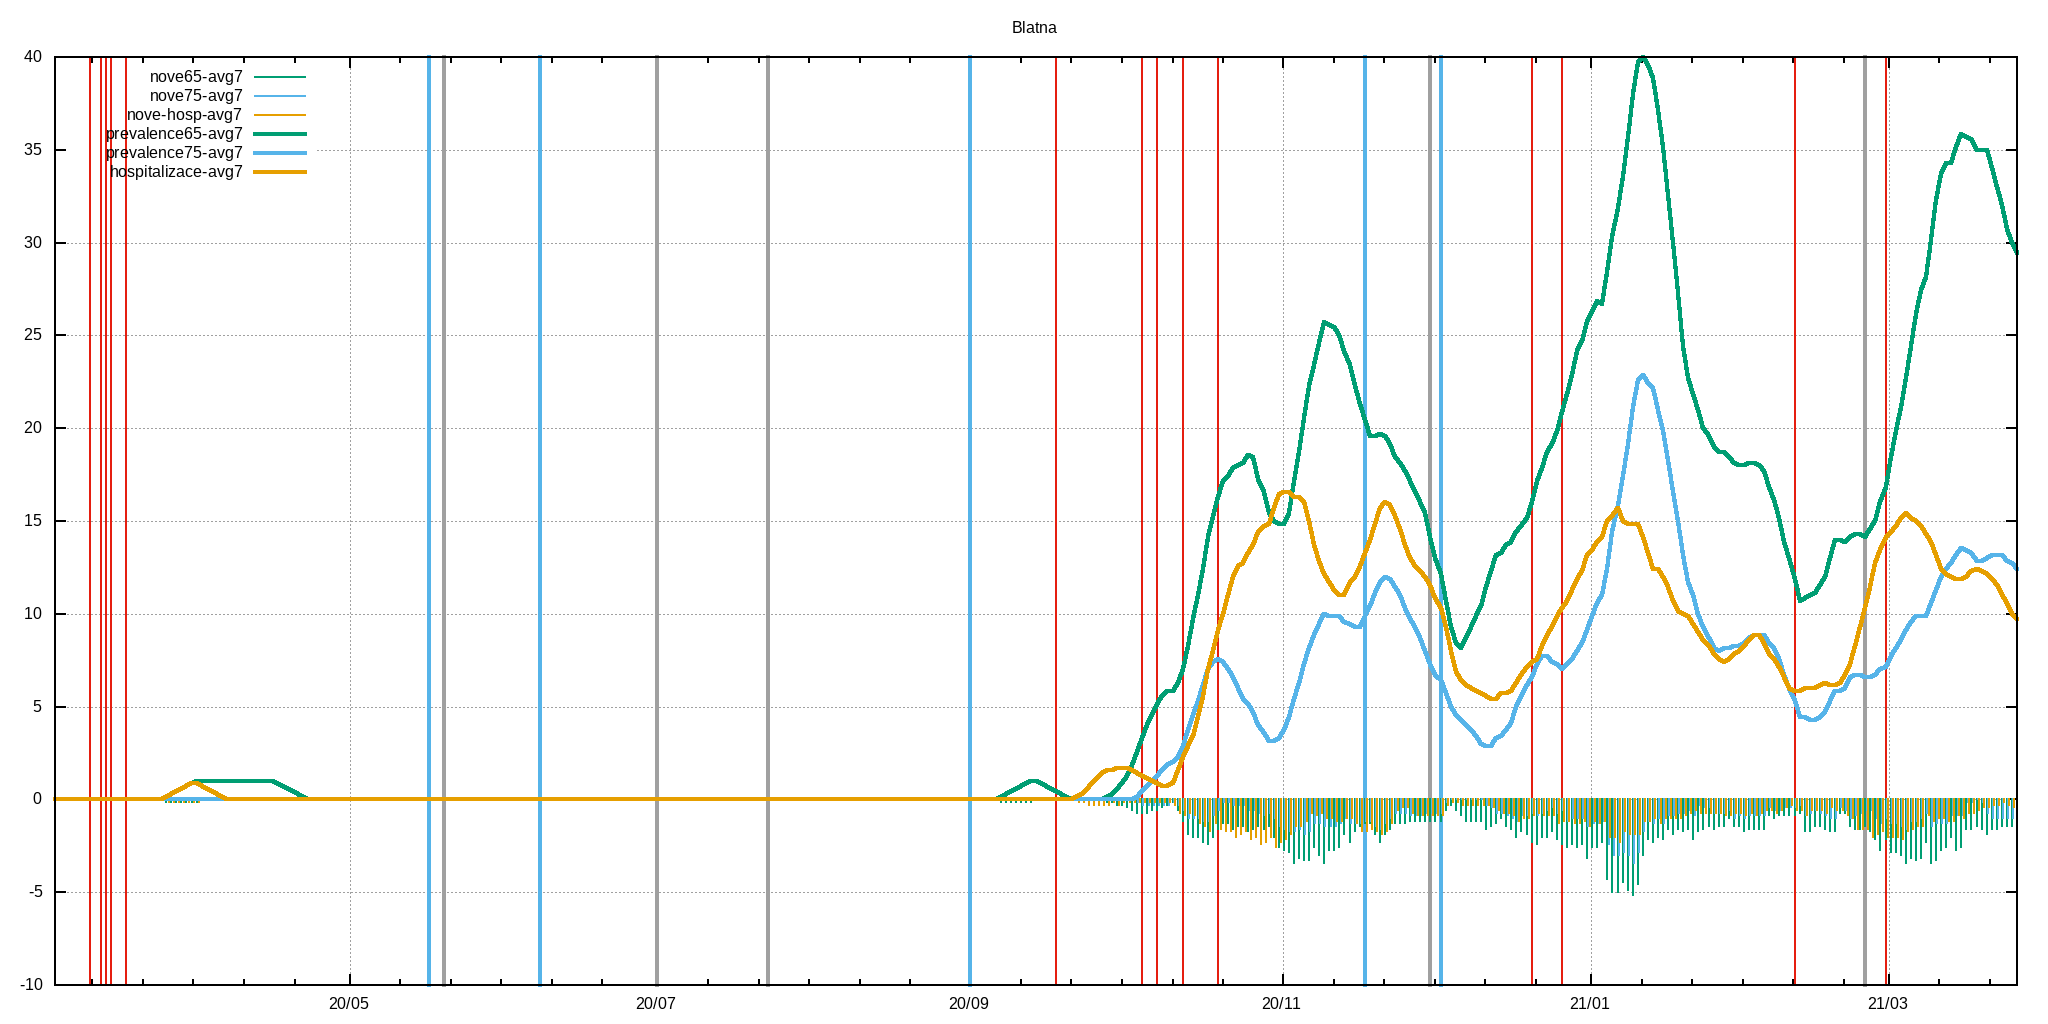 Blatna
40
35
30
25
20
15
10
5
0
-5
-10
nove65-avg7
nove75-avg7
nove-hosp-avg7
prevalence65-avg7
prevalence75-avg7
hospitalizace-avg7
20/05 20/07 20/09 20/11 21/01 21/03